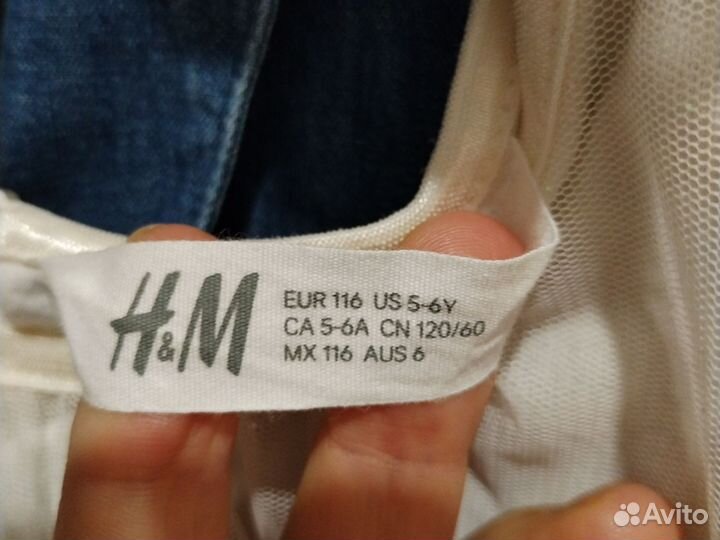 H&M
EUR 116 US 5-6Y
CA 5-6A CN 120/60
MX 116 AUS 6
Avito